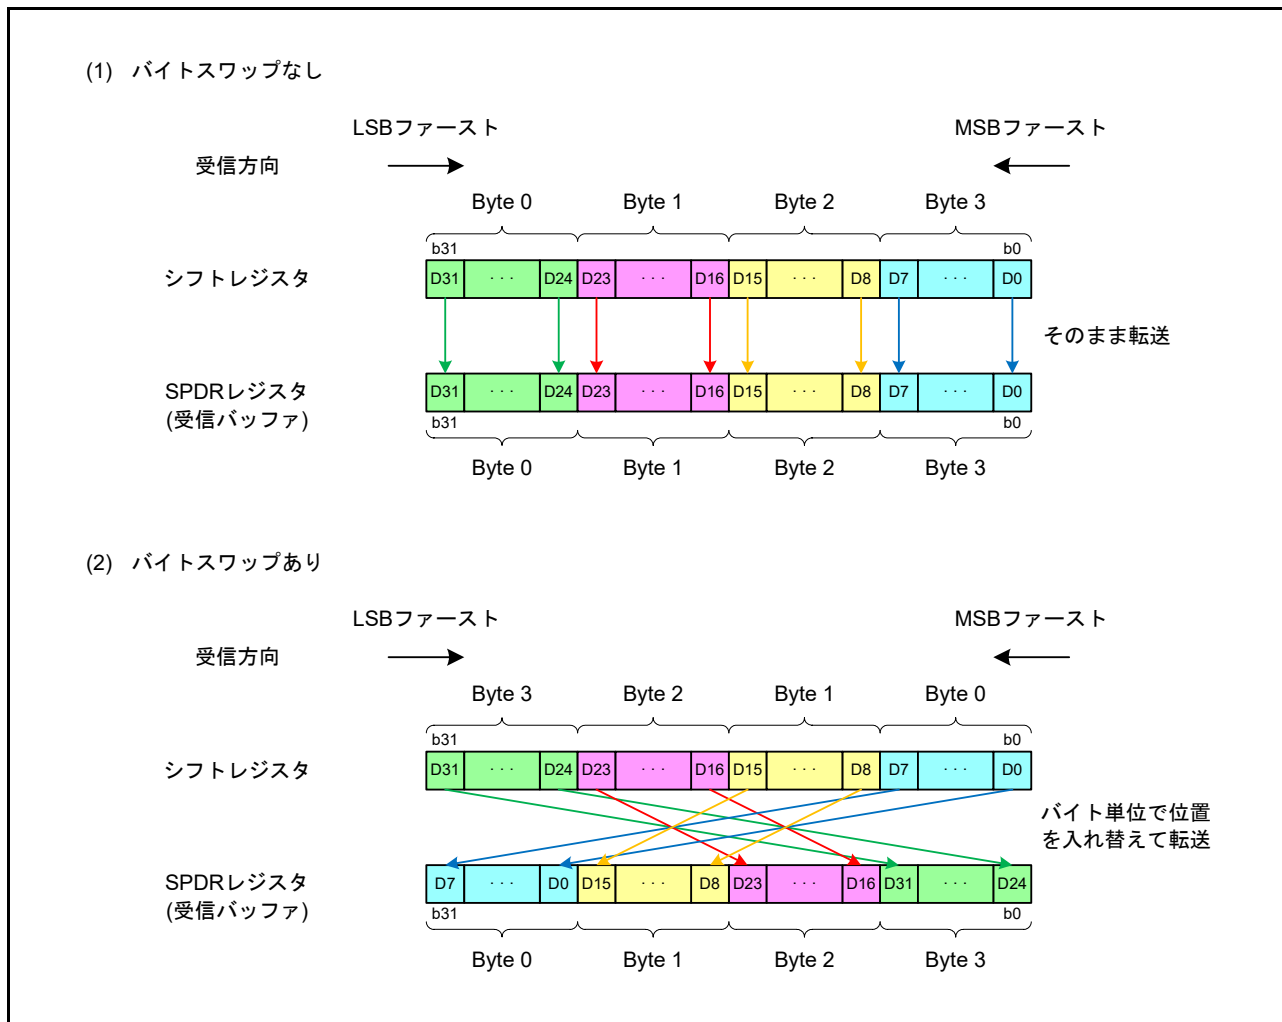 (1) バイトスワップなし
LSBファースト MSBファースト
受信方向
Byte 0 Byte 1 Byte 2 Byte 3
b31 b0
シフトレジスタ D31 ・・・ D24 D23 ・・・ D16 D15 ・・・ D8 D7 ・・・ D0
そのまま転送
SPDRレジスタ D31 ・・・ D24 D23 ・・・ D16 D15 ・・・ D8 D7 ・・・ D0
(受信バッファ) b31 b0
Byte 0 Byte 1 Byte 2 Byte 3
(2) バイトスワップあり
LSBファースト MSBファースト
受信方向
Byte 3 Byte 2 Byte 1 Byte 0
b31 b0
シフトレジスタ D31 ・・・ D24 D23 ・・・ D16 D15 ・・・ D8 D7 ・・・ D0
バイト単位で位置
を入れ替えて転送
SPDRレジスタ D7 ・・・ D0 D15 ・・・ D8 D23 ・・・ D16 D31 ・・・ D24
(受信バッファ) b31 b0
Byte 0 Byte 1 Byte 2 Byte 3